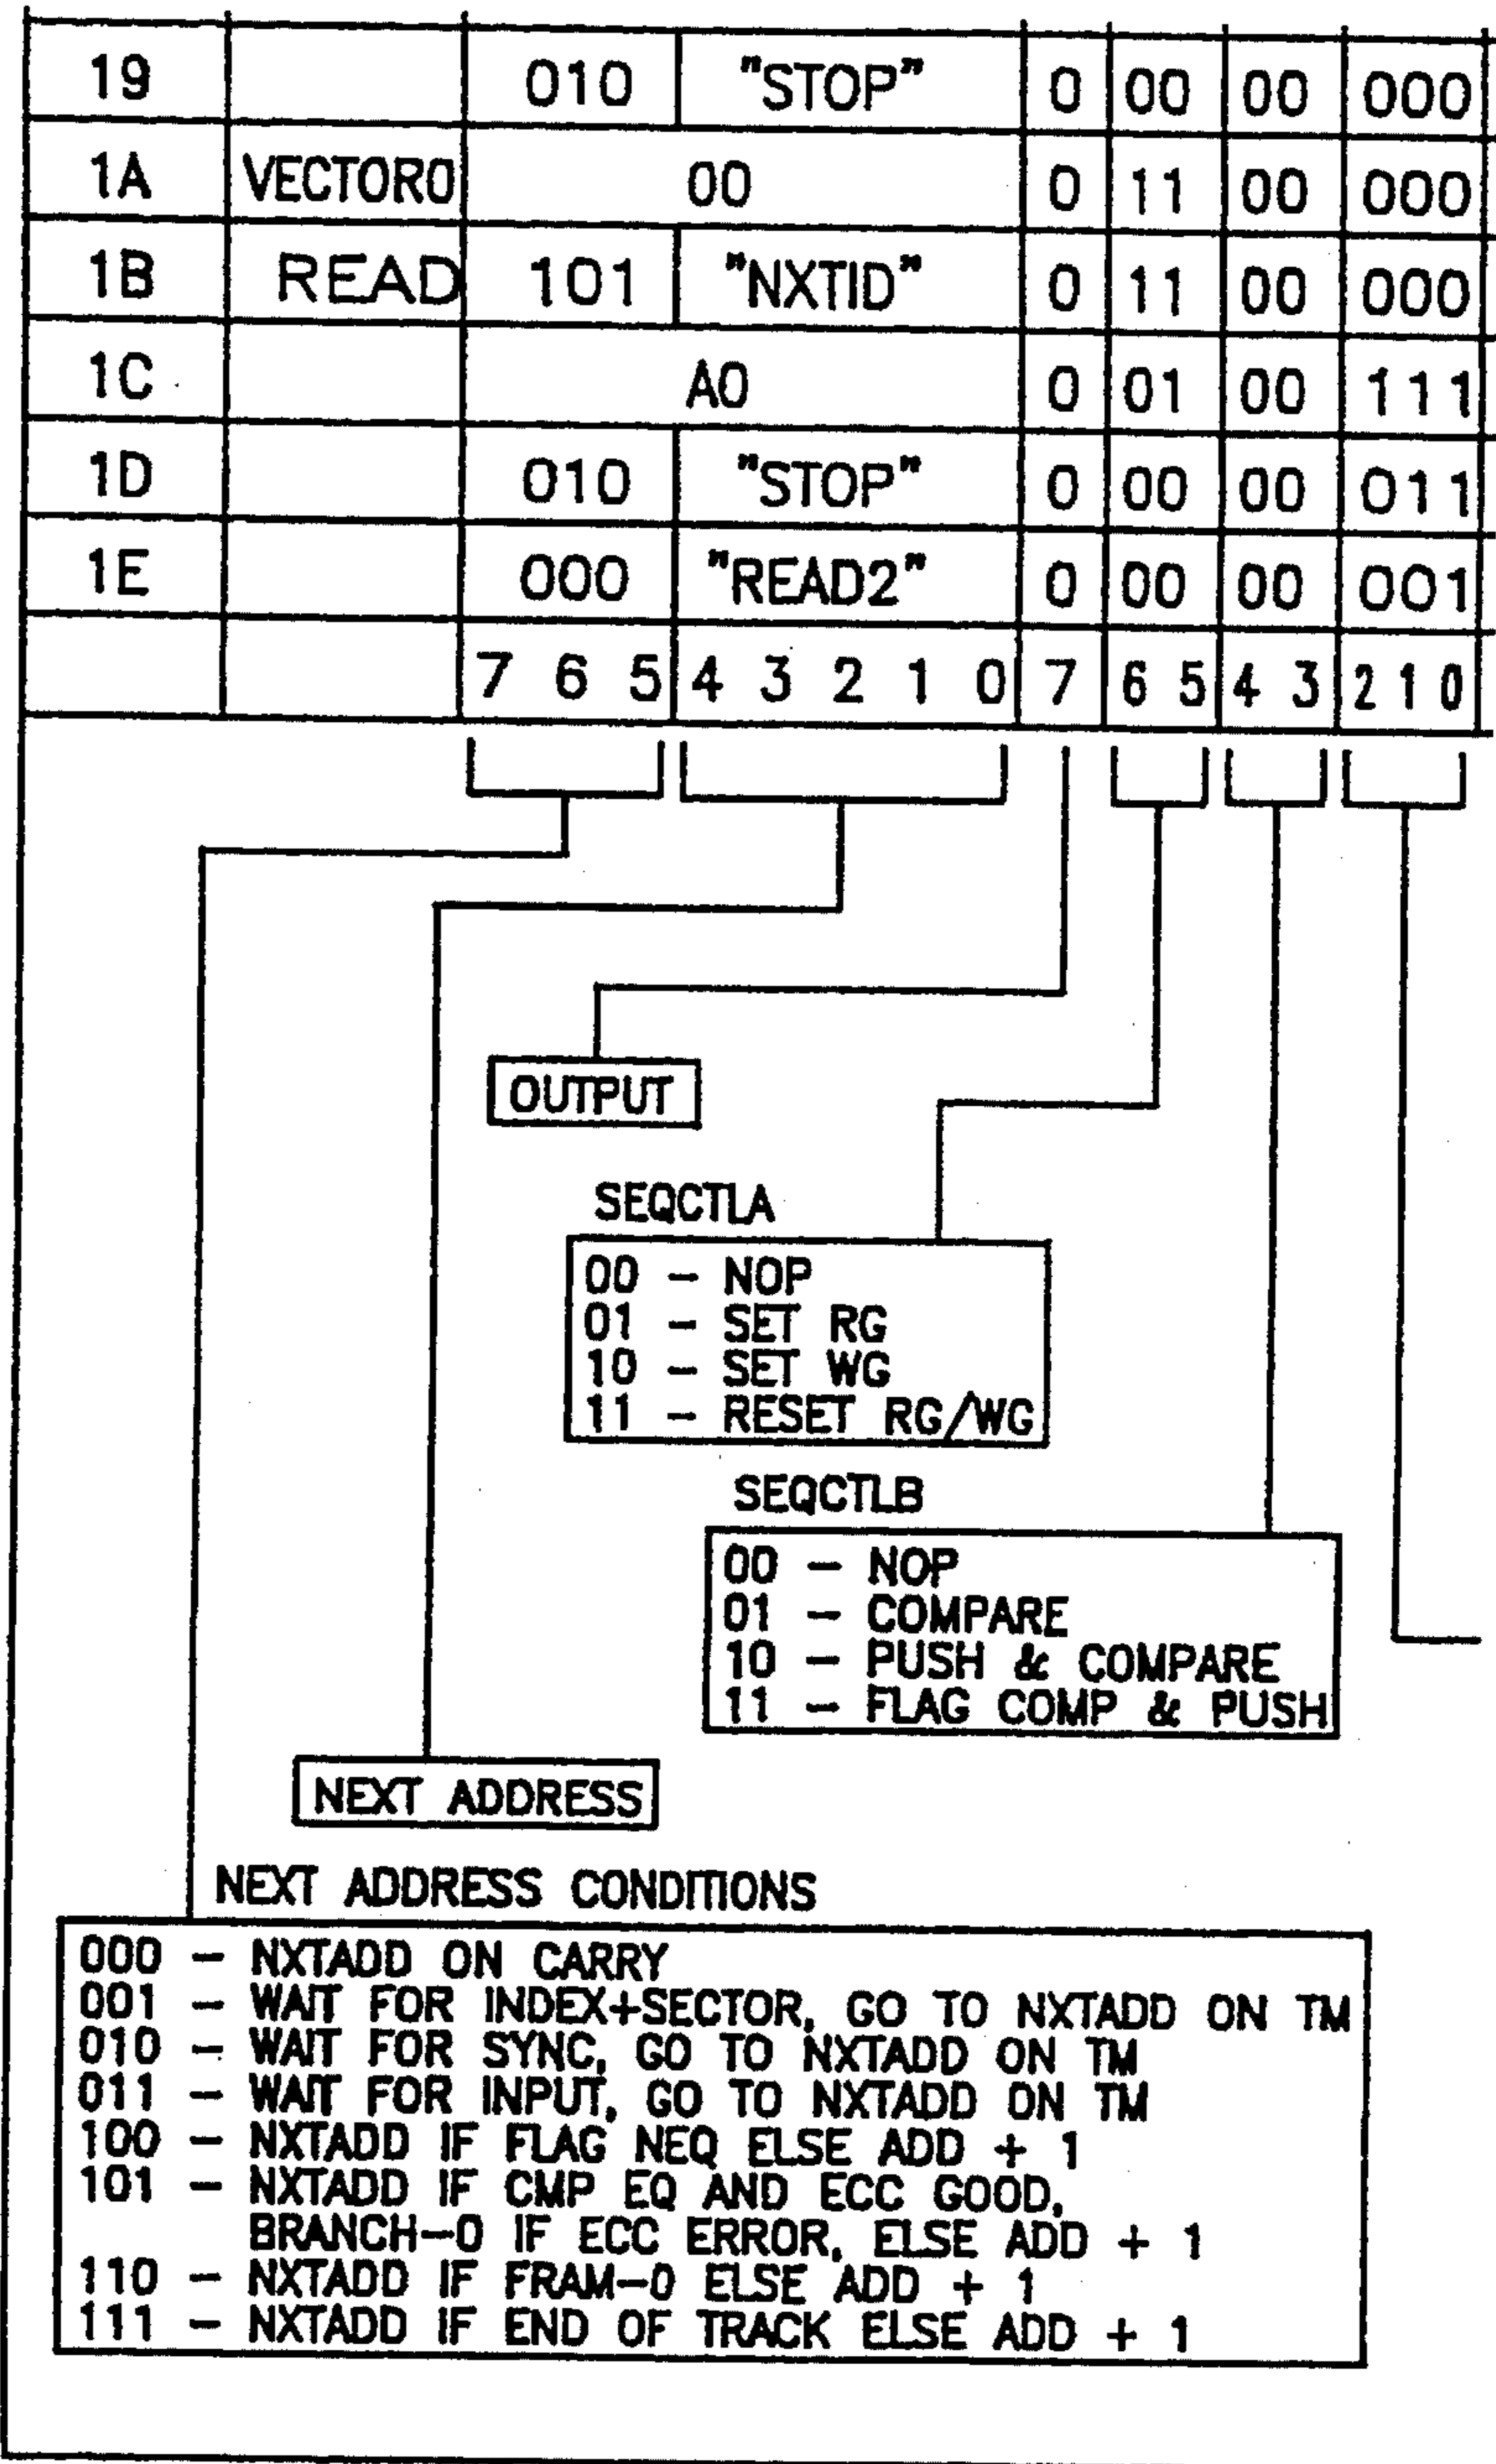 19 010 "STOP" 0 00 00 000
1A VECTOR0 00 0 11 00 000
1B READ 101 "NXTID" 0 11 00 000
1C A0 0 01 00 111
1D 010 "STOP" 0 00 00 011
1E 000 "READ2" 0 00 00 001
7 6 5 4 3 2 1 0 7 6 5 4 3 2 1 0
OUTPUT
SEQCTLA
00 - NOP
01 - SET RG
10 - SET WG
11 - RESET RG/WG
SEQCTLB
00 - NOP
01 - COMPARE
10 - PUSH & COMPARE
11 - FLAG COMP & PUSH
NEXT ADDRESS
NEXT ADDRESS CONDITIONS
000 - NXTADD ON CARRY
001 - WAIT FOR INDEX+SECTOR, GO TO NXTADD ON TM
010 - WAIT FOR SYNC, GO TO NXTADD ON TM
011 - WAIT FOR INPUT, GO TO NXTADD ON TM
100 - NXTADD IF FLAG NEQ ELSE ADD + 1
101 - NXTADD IF CMP EQ AND ECC GOOD,
BRANCH-0 IF ECC ERROR, ELSE ADD + 1
110 - NXTADD IF FRAM-0 ELSE ADD + 1
111 - NXTADD IF END OF TRACK ELSE ADD + 1